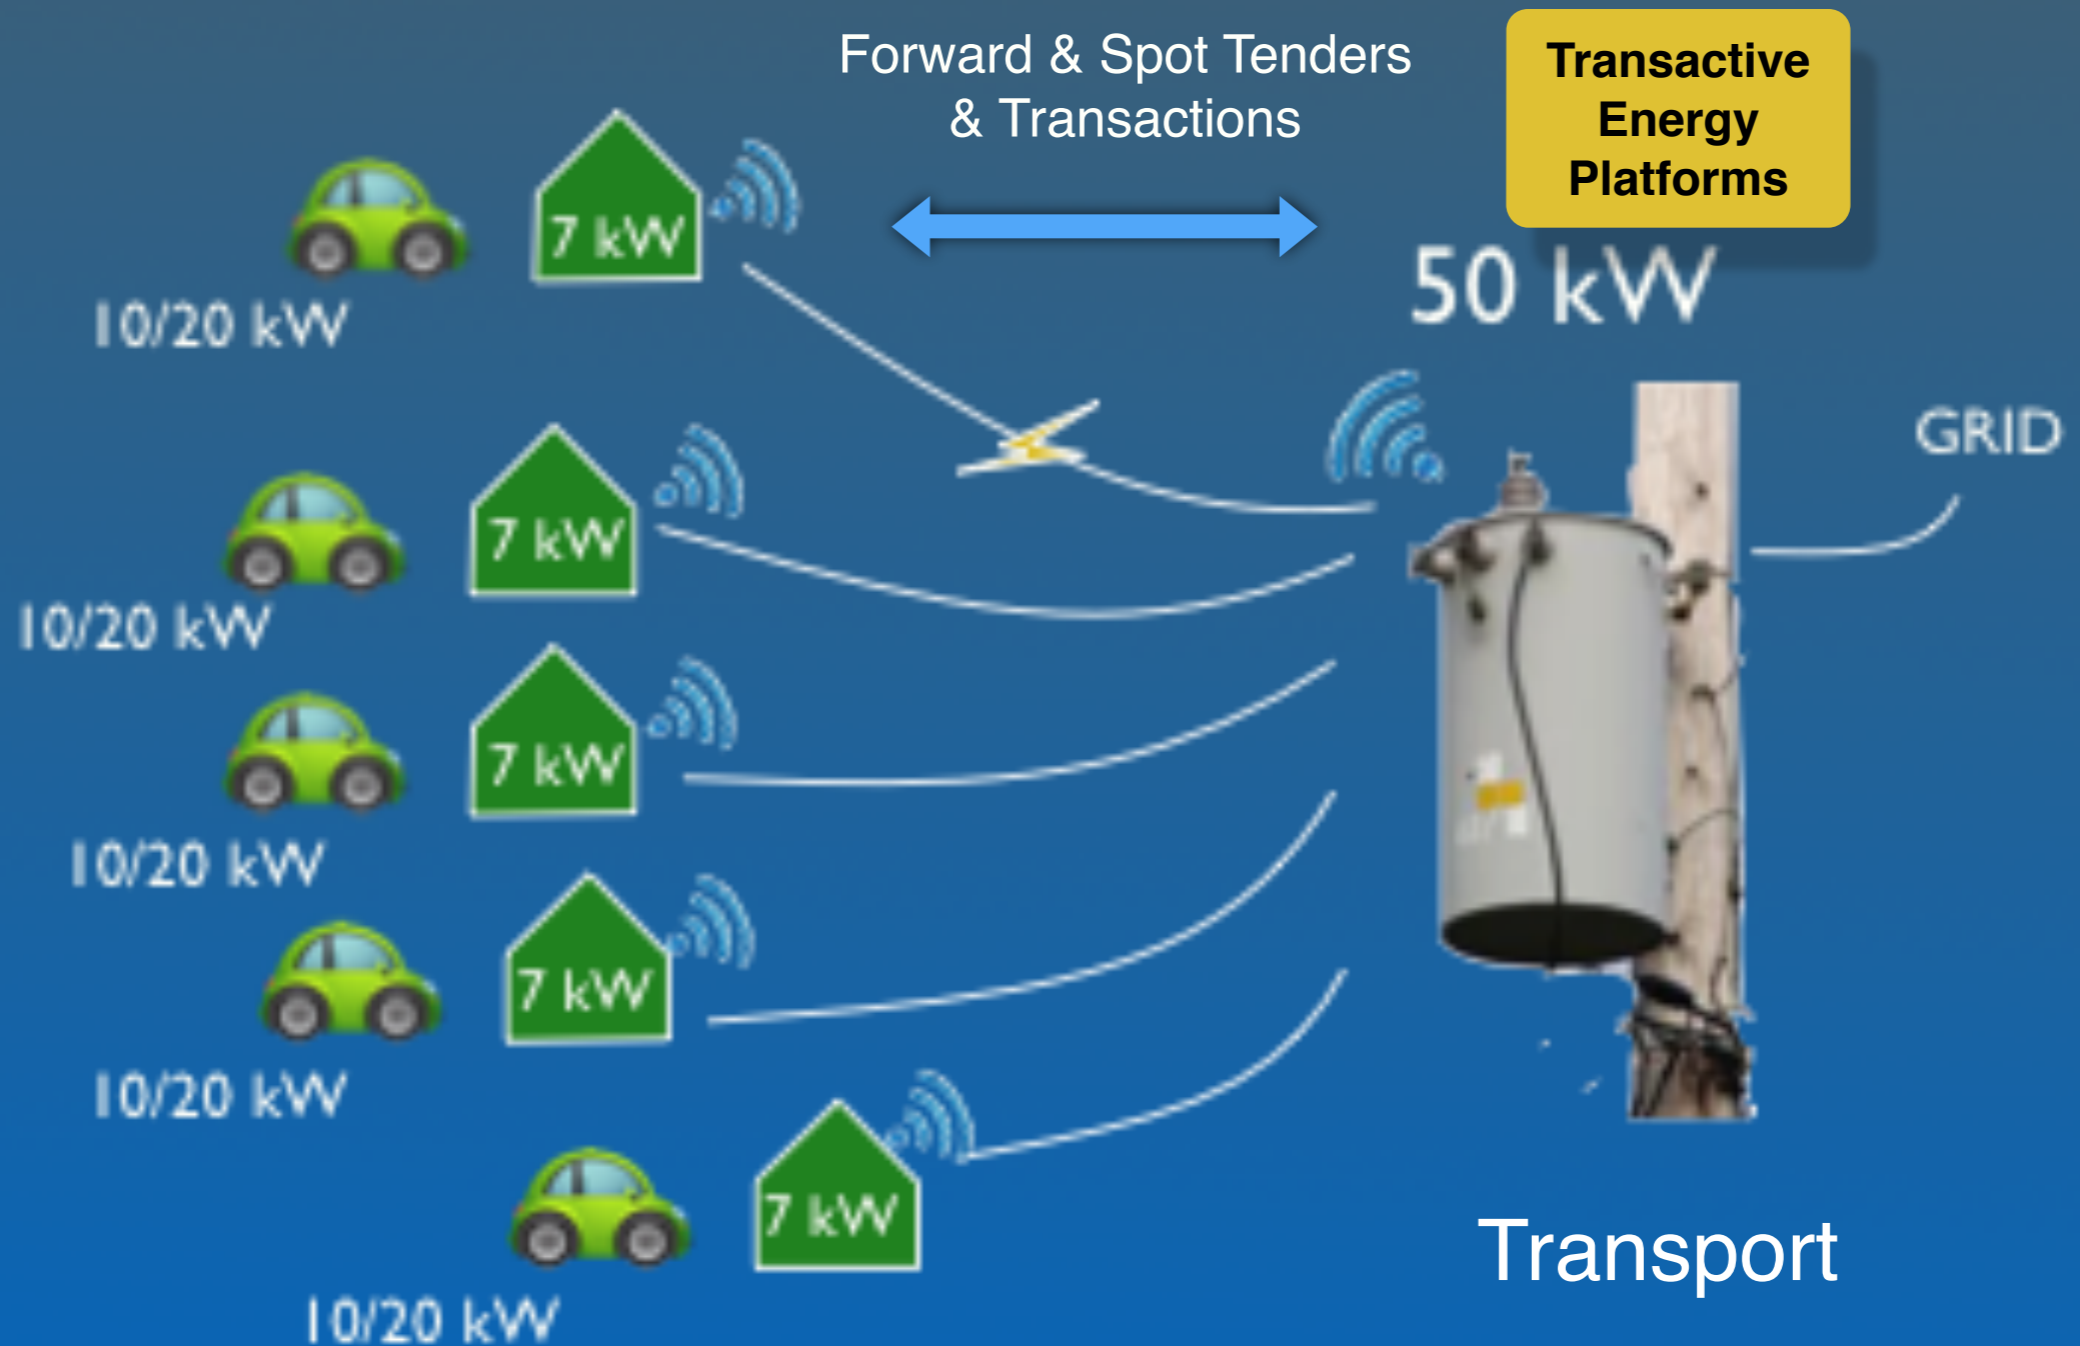 Forward & Spot Tenders
& Transactions
Transactive
Energy
Platforms
7 kW
10/20 kW
50 kW
GRID
7 kW
10/20 kW
7 kW
10/20 kW
7 kW
10/20 kW
7 kW
10/20 kW
Transport